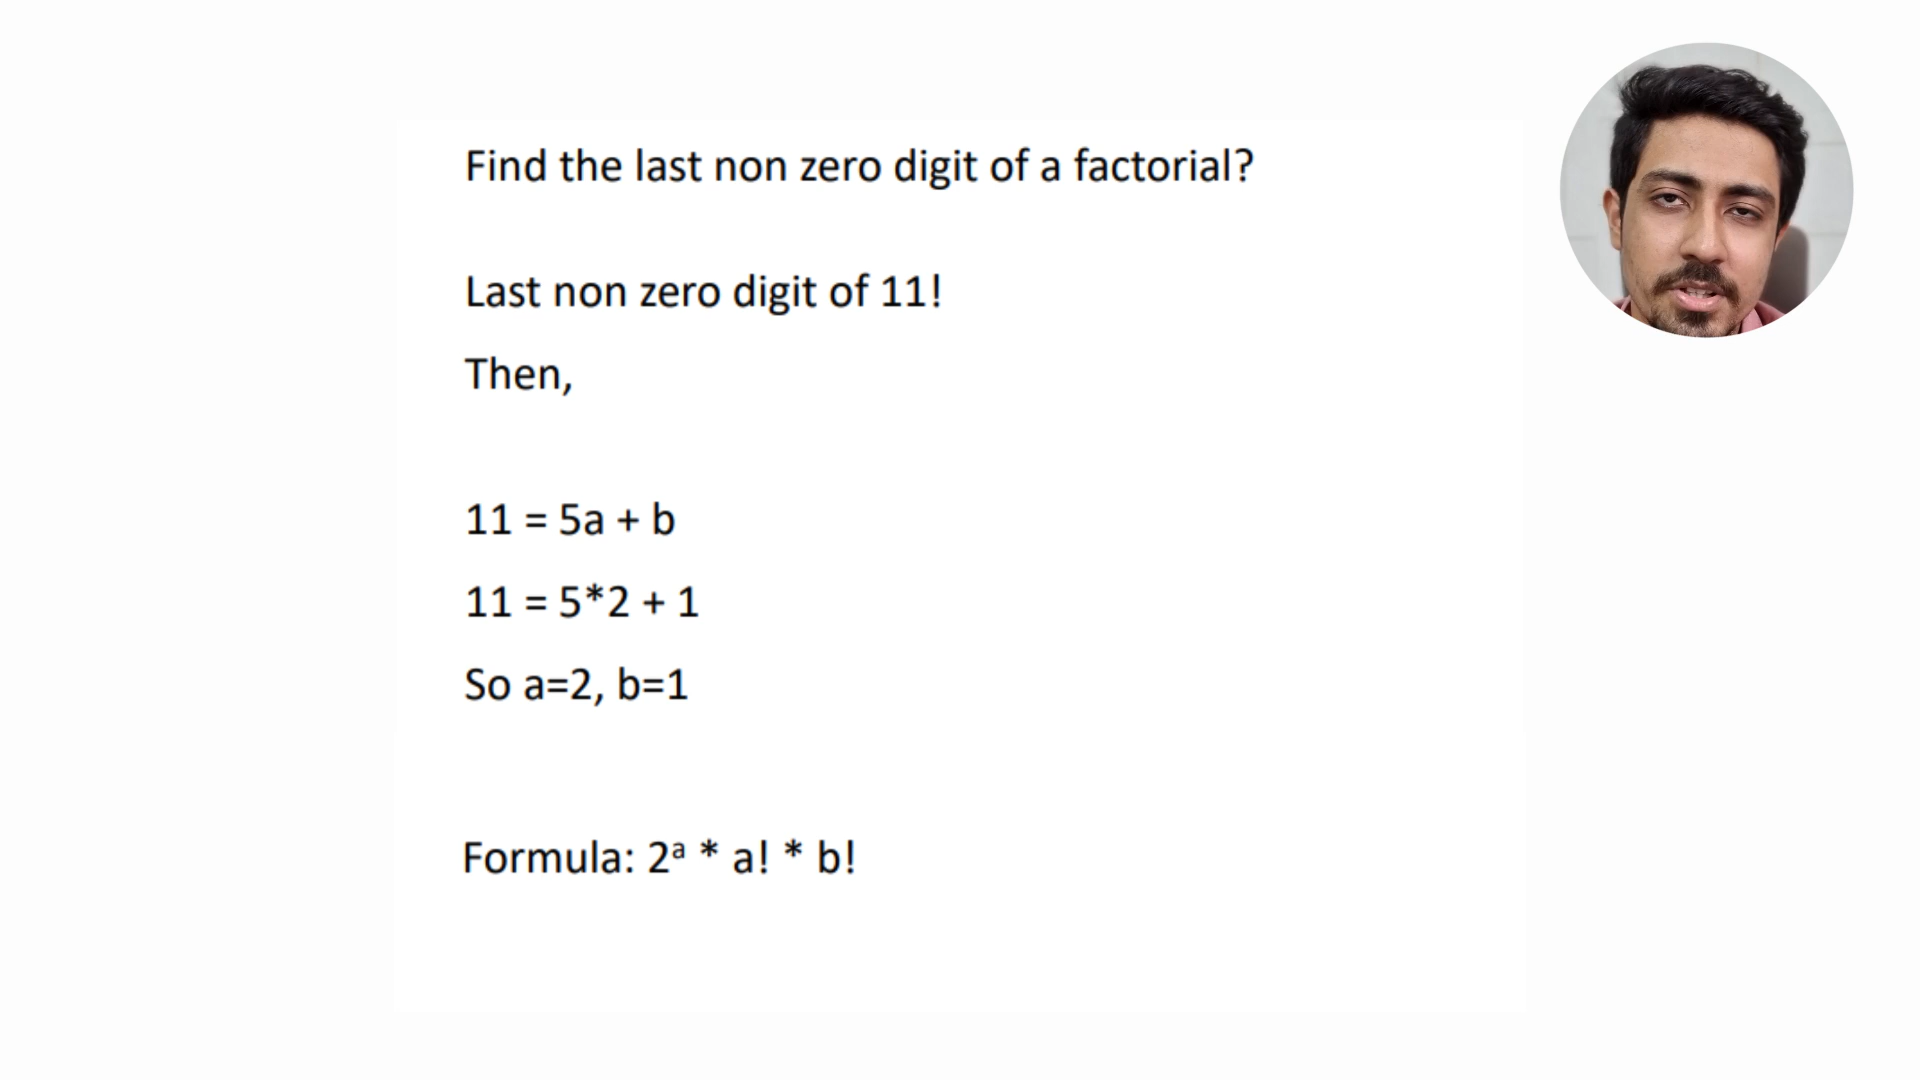 Find the last non zero digit of a factorial?
Last non zero digit of 11!
Then,
11 = 5a + b
11 = 5*2 + 1
So a=2, b=1
Formula: 2ᵃ * a! * b!